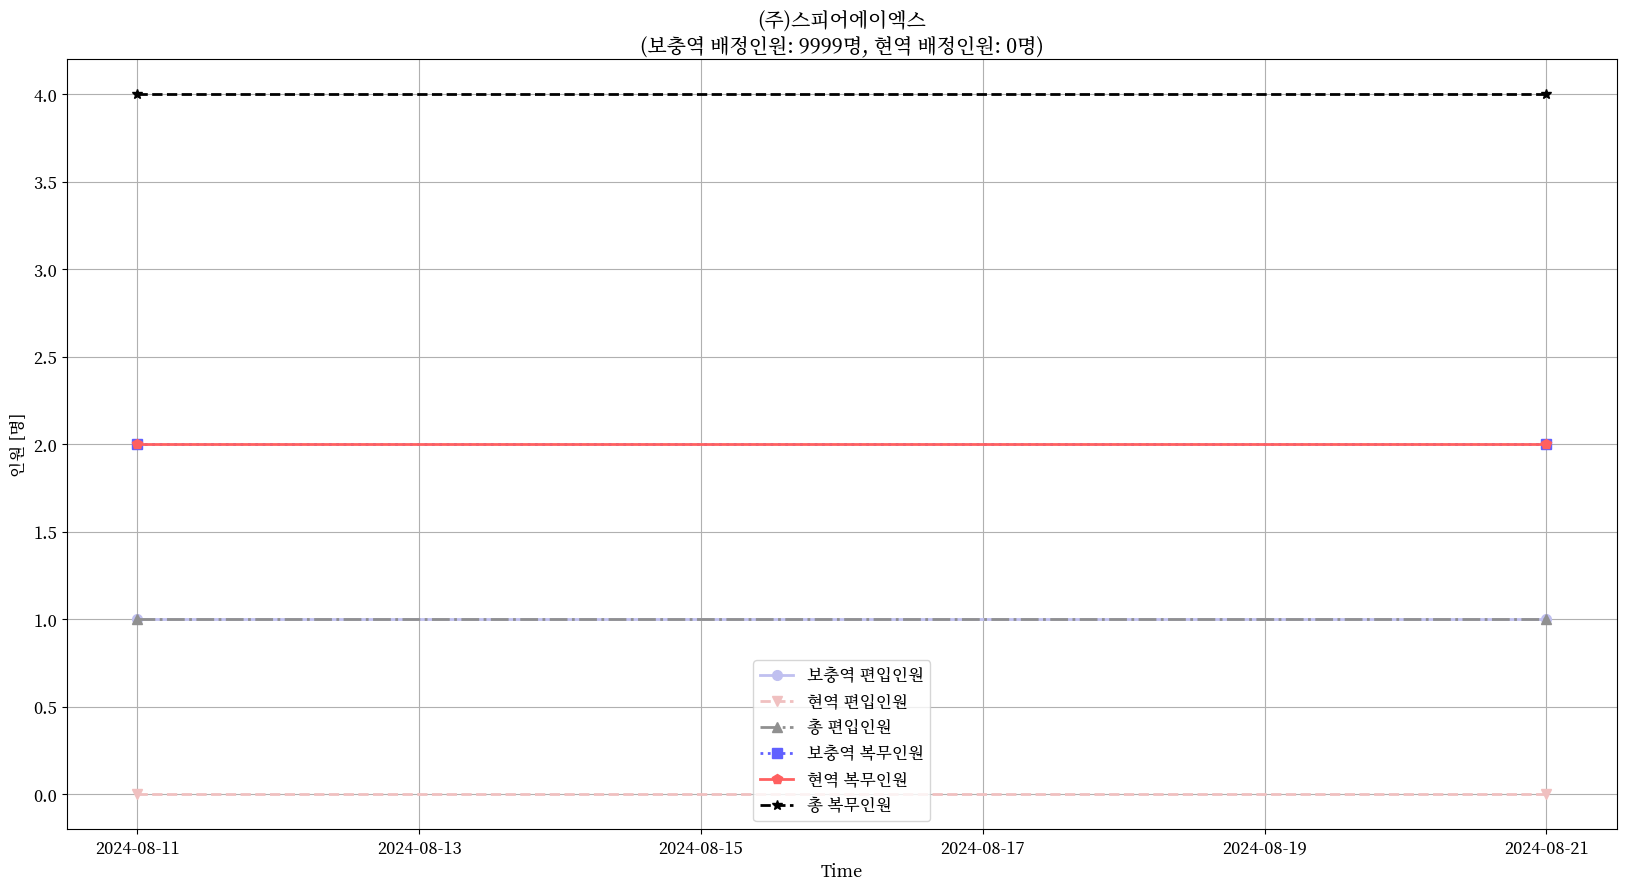 (주)스피어에이엑스
(보충역 배정인원: 9999명, 현역 배정인원: 0명)
인원 [명]
4.0
3.5
3.0
2.5
2.0
1.5
1.0
0.5
0.0
보충역 편입인원
현역 편입인원
총 편입인원
보충역 복무인원
현역 복무인원
총 복무인원
2024-08-11 2024-08-13 2024-08-15 2024-08-17 2024-08-19 2024-08-21
Time